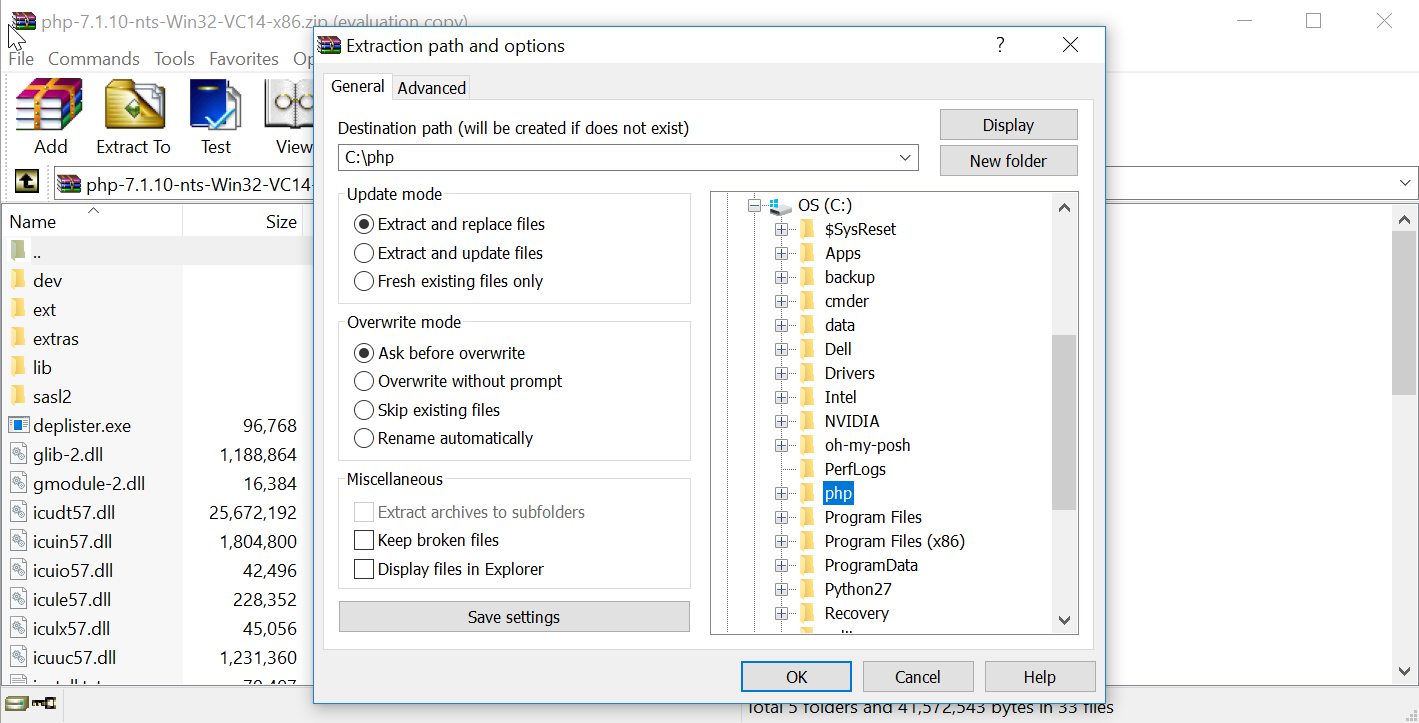 php-7.1.10-nts-Win32-VC14-x86.zip (evaluation copy)
File Commands Tools Favorites Op
Add Extract To Test View
php-7.1.10-nts-Win32-VC14-
Name Size
..
dev
ext
extras
lib
sasl2
deplister.exe 96,768
glib-2.dll 1,188,864
gmodule-2.dll 16,384
icudt57.dll 25,672,192
icuin57.dll 1,804,800
icuio57.dll 42,496
icule57.dll 228,352
iculx57.dll 45,056
icuuc57.dll 1,231,360
Extraction path and options
?
General Advanced
Destination path (will be created if does not exist)
C:\php
Display
New folder
Update mode
Extract and replace files
Extract and update files
Fresh existing files only
Overwrite mode
Ask before overwrite
Overwrite without prompt
Skip existing files
Rename automatically
Miscellaneous
Extract archives to subfolders
Keep broken files
Display files in Explorer
Save settings
OS (C:)
$SysReset
Apps
backup
cmder
data
Dell
Drivers
Intel
NVIDIA
oh-my-posh
PerfLogs
php
Program Files
Program Files (x86)
ProgramData
Python27
Recovery
OK Cancel Help
Total 5 folders and 41,572,543 bytes in 33 files